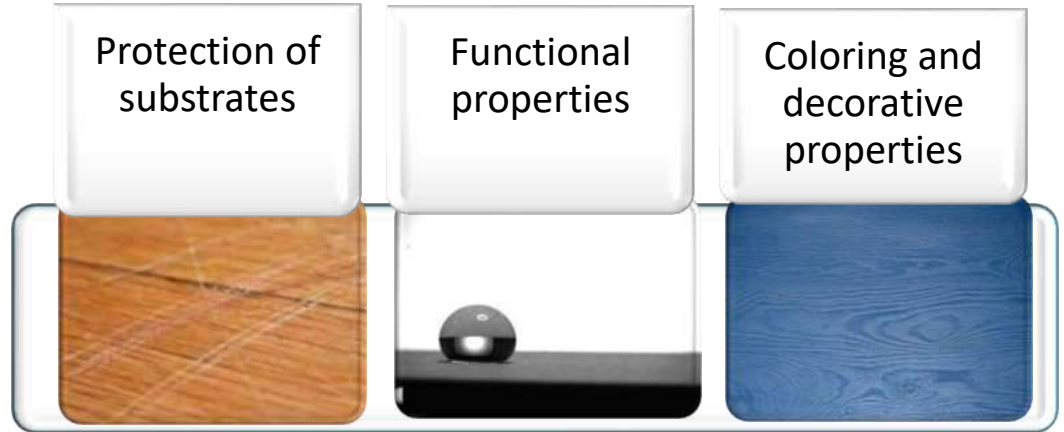 Protection of
substrates
Functional
properties
Coloring and
decorative
properties